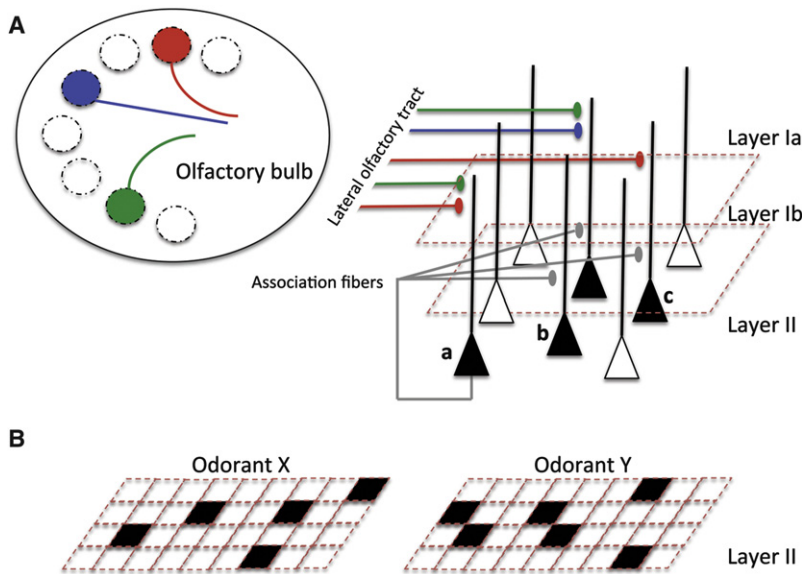 A
Olfactory bulb
Lateral olfactory tract
Layer Ia
Layer Ib
Association fibers
Layer II
a
b
c
B
Odorant X
Odorant Y
Layer II